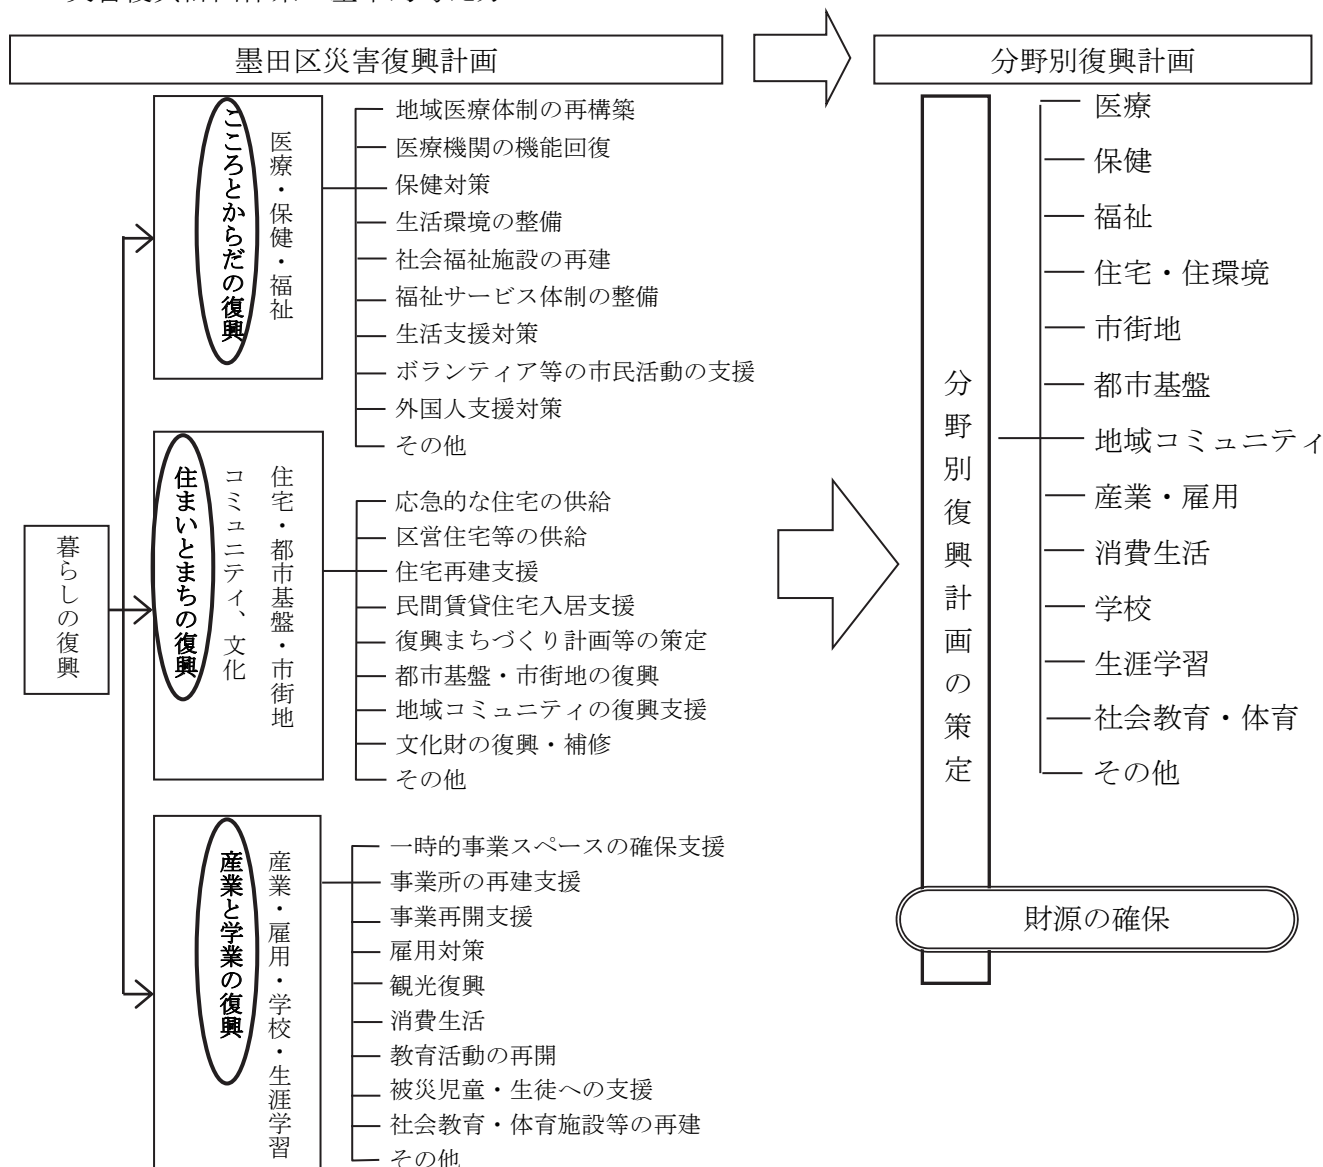 墨田区災害復興計画
分野別復興計画
暮らしの復興
こころとからだの復興
医療・保健・福祉
地域医療体制の再構築
医療機関の機能回復
保健対策
生活環境の整備
社会福祉施設の再建
福祉サービス体制の整備
生活支援対策
ボランティア等の市民活動の支援
外国人支援対策
その他
住まいとまちの復興
住宅・都市基盤・市街地
コミュニティ、文化
応急的な住宅の供給
区営住宅等の供給
住宅再建支援
民間賃貸住宅入居支援
復興まちづくり計画等の策定
都市基盤・市街地の復興
地域コミュニティの復興支援
文化財の復興・補修
その他
産業と学業の復興
産業・雇用・学校・生涯学習
一時的事業スペースの確保支援
事業所の再建支援
事業再開支援
雇用対策
観光復興
消費生活
教育活動の再開
被災児童・生徒への支援
社会教育・体育施設等の再建
その他
分野別復興計画の策定
医療
保健
福祉
住宅・住環境
市街地
都市基盤
地域コミュニティ
産業・雇用
消費生活
学校
生涯学習
社会教育・体育
その他
財源の確保